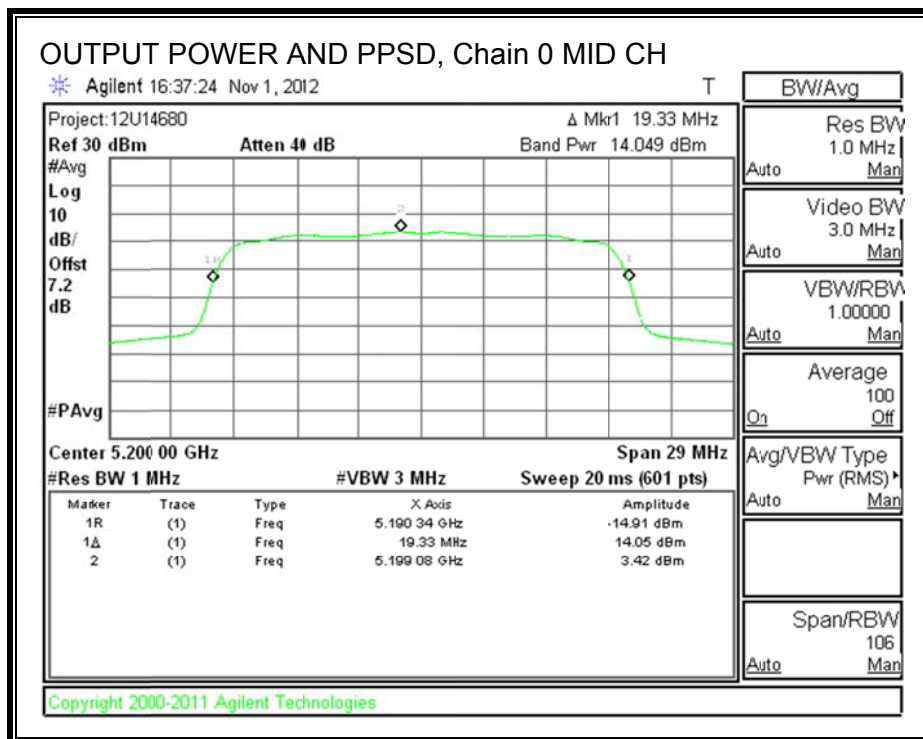 OUTPUT POWER AND PPSD, Chain 0 MID CH
Agilent 16:37:24 Nov 1, 2012 T
Project:12U14680 Δ Mkr1 19.33 MHz
Ref 30 dBm Atten 40 dB Band Pwr 14.049 dBm
#Avg
Log
10
dB/
Offst
7.2
dB
#PAvg
2
1R
1
Center 5.200 00 GHz Span 29 MHz
#Res BW 1 MHz #VBW 3 MHz Sweep 20 ms (601 pts)
Marker Trace Type X Axis Amplitude
1R (1) Freq 5.190 34 GHz -14.91 dBm
1Δ (1) Freq 19.33 MHz 14.05 dBm
2 (1) Freq 5.199 08 GHz 3.42 dBm
BW/Avg
Res BW
1.0 MHz
Auto Man
Video BW
3.0 MHz
Auto Man
VBW/RBW
1.00000
Auto Man
Average
100
On Off
Avg/VBW Type
Pwr (RMS)
Auto Man
Span/RBW
106
Auto Man
Copyright 2000-2011 Agilent Technologies